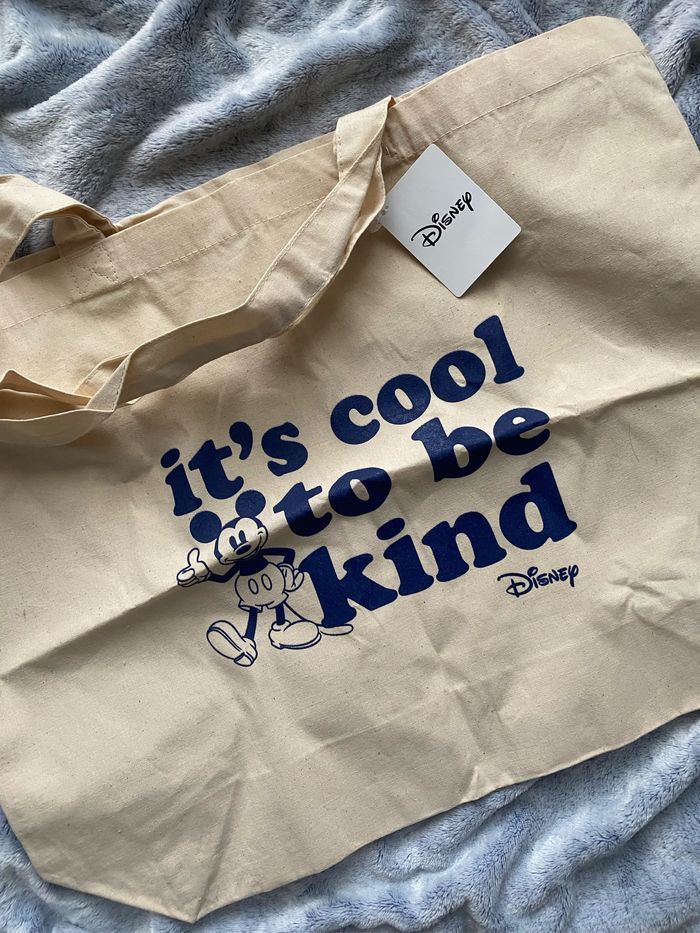 Disney
it's cool
to be
kind
Disney